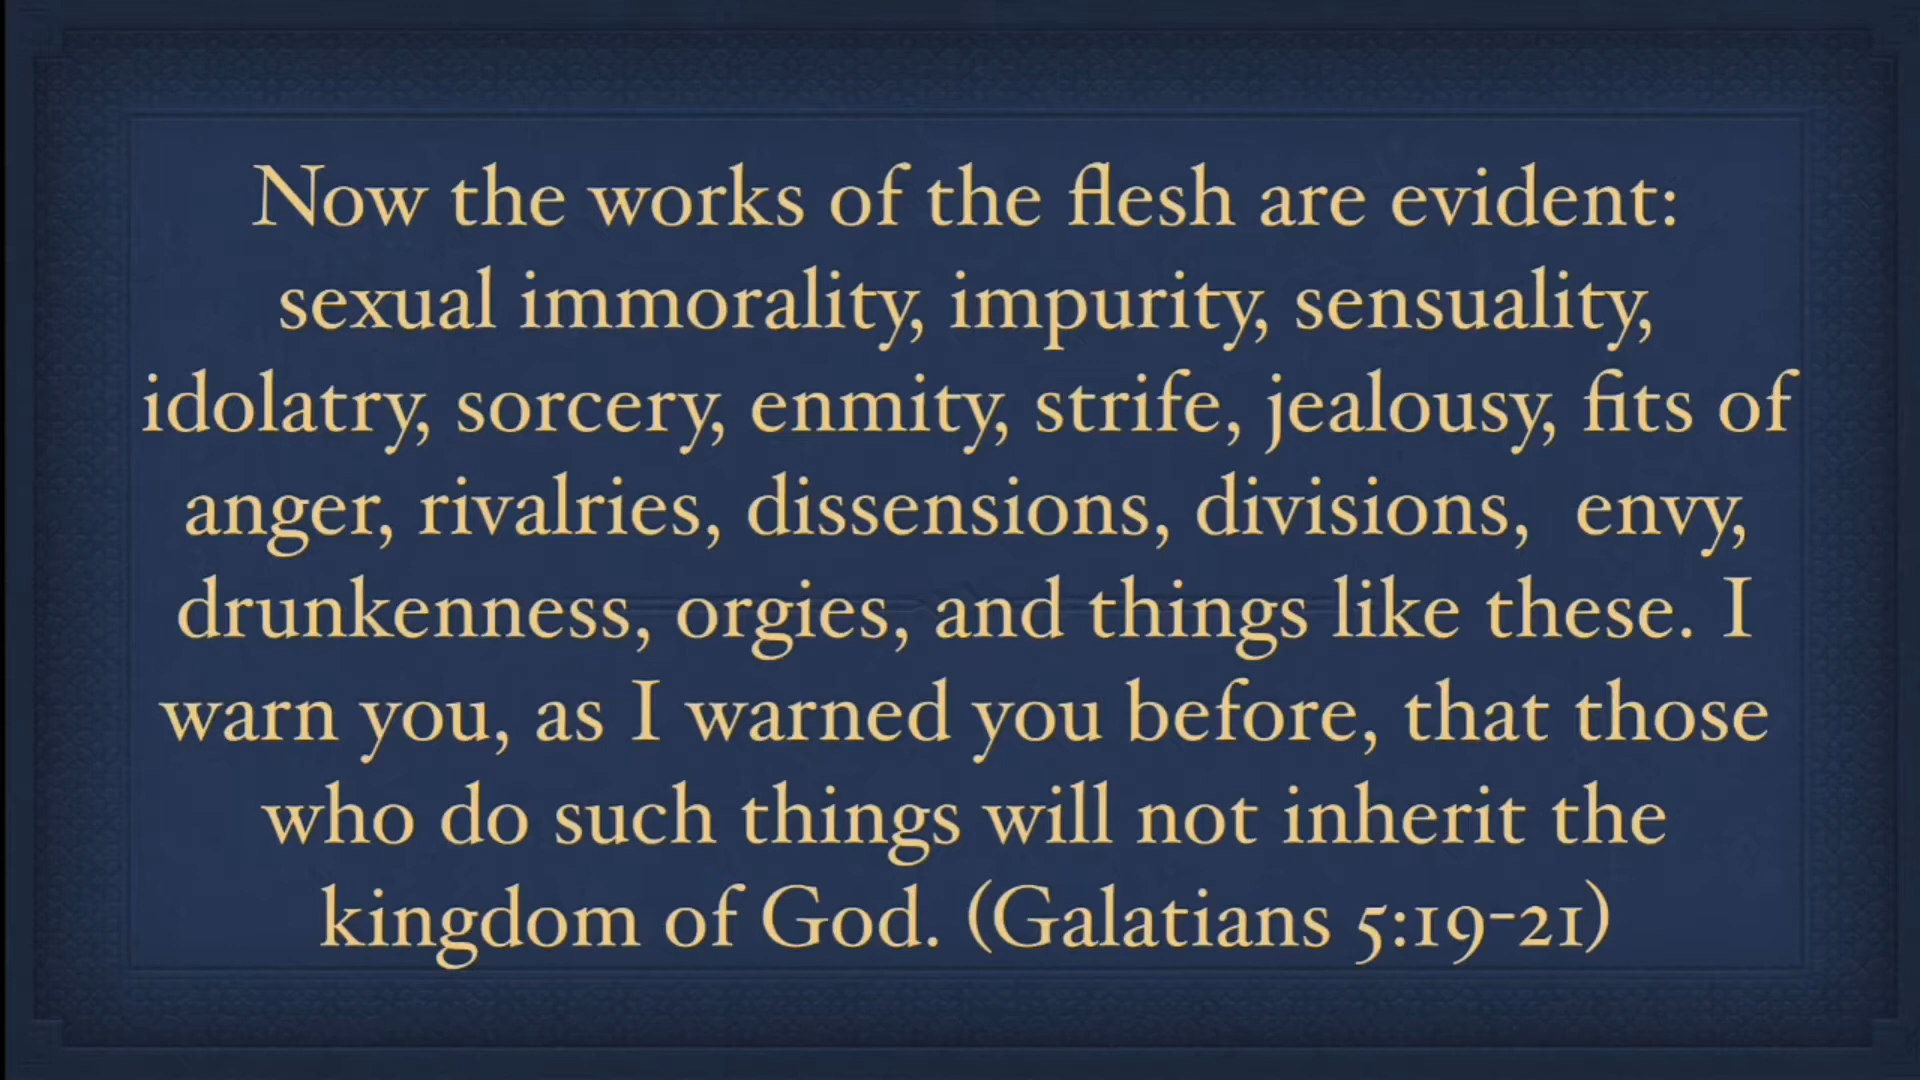 Now the works of the flesh are evident:
sexual immorality, impurity, sensuality,
idolatry, sorcery, enmity, strife, jealousy, fits of
anger, rivalries, dissensions, divisions,  envy,
drunkenness, orgies, and things like these. I
warn you, as I warned you before, that those
who do such things will not inherit the
kingdom of God. (Galatians 5:19-21)